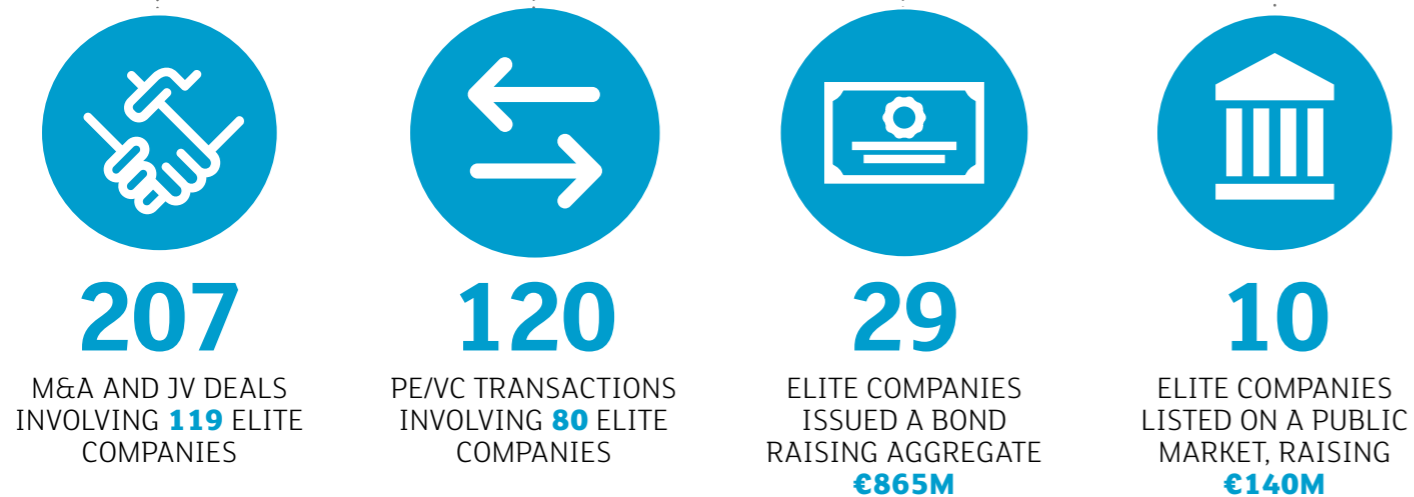 207
M&A AND JV DEALS
INVOLVING 119 ELITE
COMPANIES
120
PE/VC TRANSACTIONS
INVOLVING 80 ELITE
COMPANIES
29
ELITE COMPANIES
ISSUED A BOND
RAISING AGGREGATE
€865M
10
ELITE COMPANIES
LISTED ON A PUBLIC
MARKET, RAISING
€140M